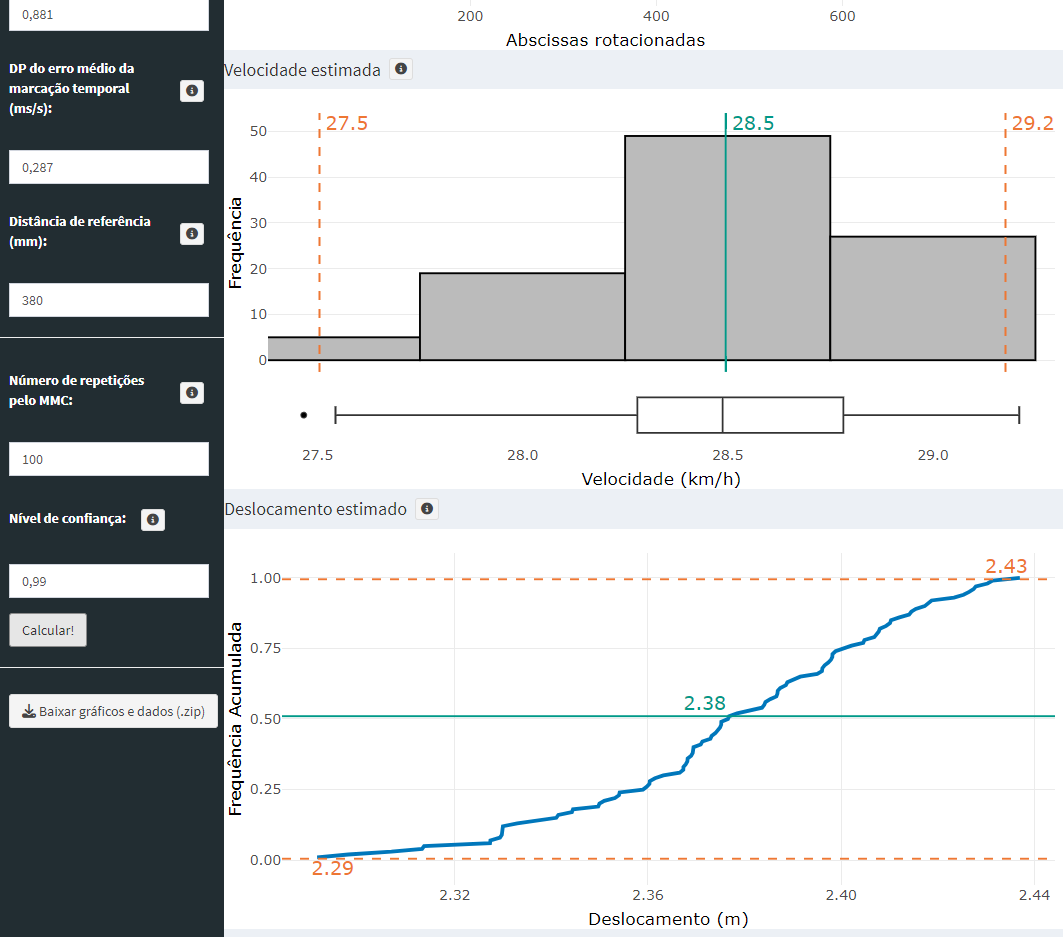 0,881
DP do erro médio da
marcação temporal
(ms/s):
0,287
Distância de referência
(mm):
380
Número de repetições
pelo MMC:
100
Nível de confiança:
0,99
Calcular!
Baixar gráficos e dados (.zip)
200 400 600
Abscissas rotacionadas
Velocidade estimada
27.5 28.5 29.2
50
40
30
20
10
0
Frequência
27.5 28.0 28.5 29.0
Velocidade (km/h)
Deslocamento estimado
2.43
1.00
0.75
2.38
0.50
0.25
0.00
2.29
Frequência Acumulada
2.32 2.36 2.40 2.44
Deslocamento (m)